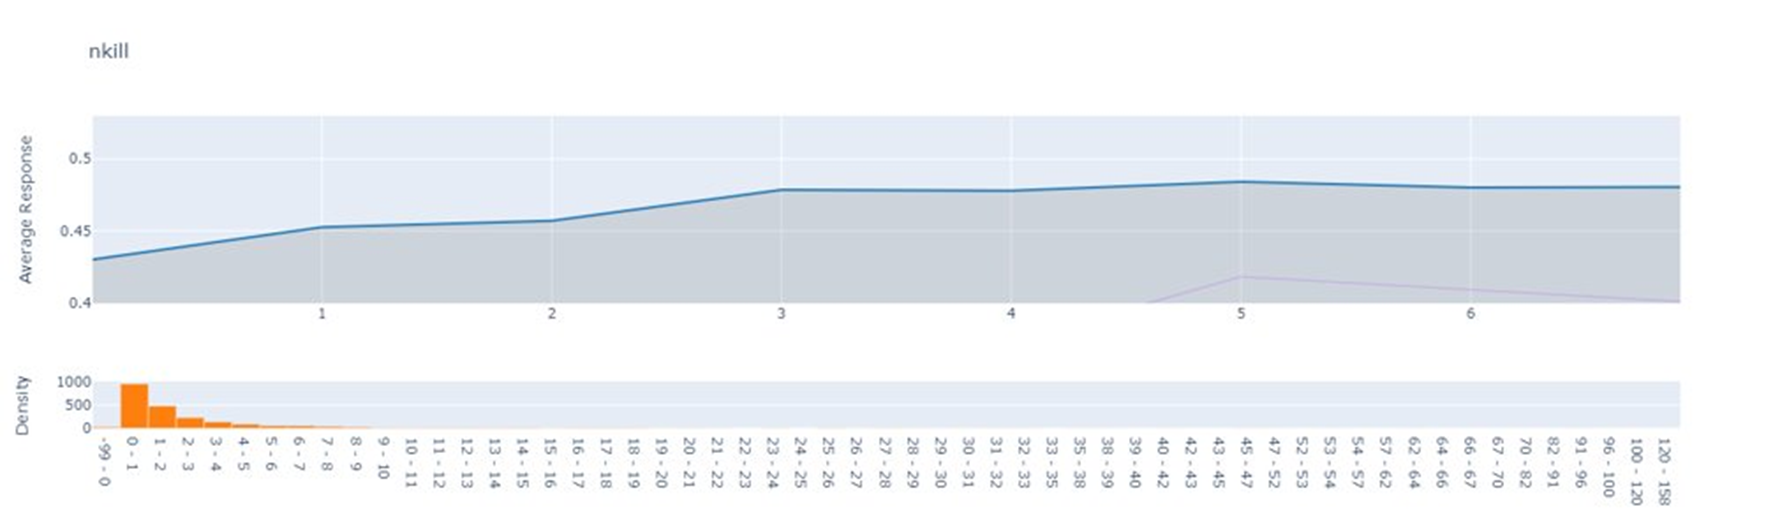 nkill
Average Response
0.5
0.45
0.4
1 2 3 4 5 6
Density
1000
500
0
-99 - 0
0 - 1
1 - 2
2 - 3
3 - 4
4 - 5
5 - 6
6 - 7
7 - 8
8 - 9
9 - 10
10 - 11
11 - 12
12 - 13
13 - 14
14 - 15
15 - 16
16 - 17
17 - 18
18 - 19
19 - 20
20 - 21
21 - 22
22 - 23
23 - 24
24 - 25
25 - 26
26 - 27
27 - 28
28 - 29
29 - 30
30 - 31
31 - 32
32 - 33
33 - 35
35 - 38
38 - 39
39 - 40
40 - 42
42 - 43
43 - 45
45 - 47
47 - 52
52 - 53
53 - 54
54 - 57
57 - 62
62 - 64
64 - 66
66 - 67
67 - 70
70 - 82
82 - 91
91 - 96
96 - 100
100 - 120
120 - 158